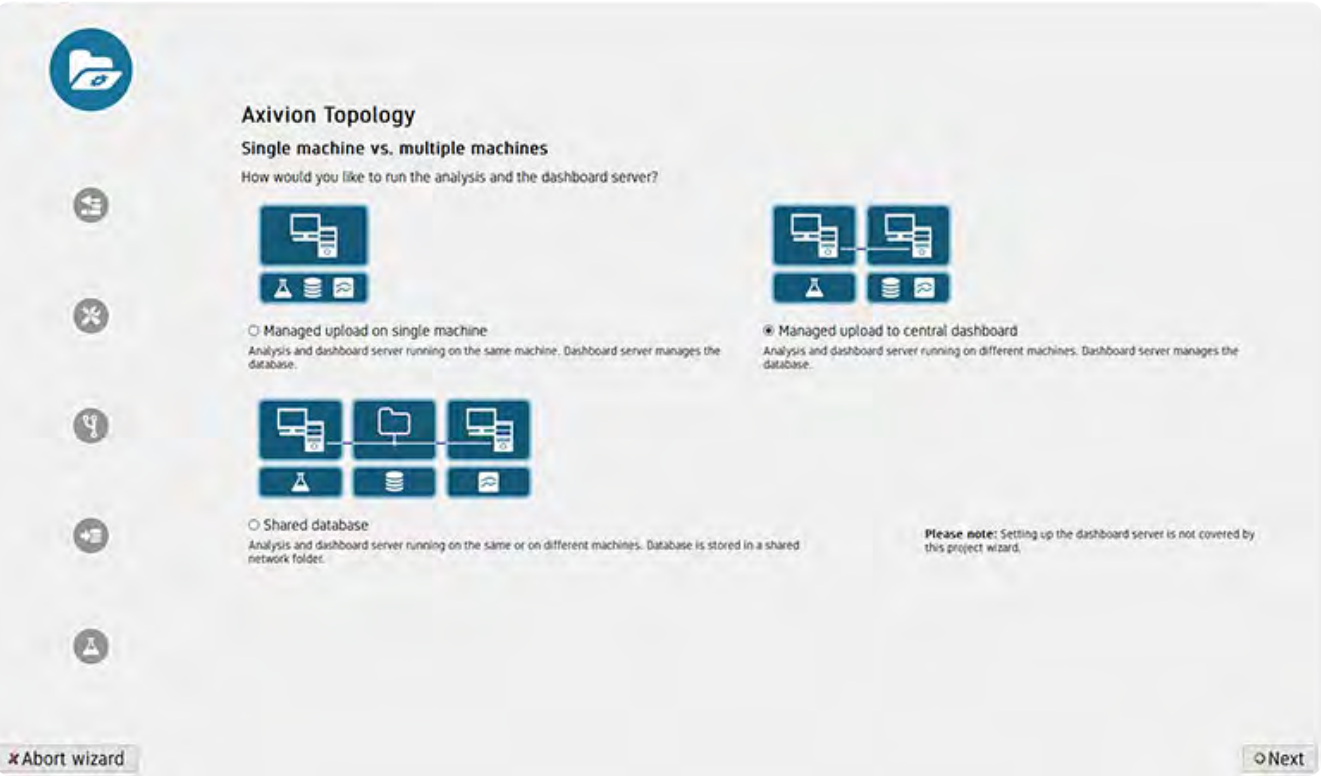 Axivion Topology
Single machine vs. multiple machines
How would you like to run the analysis and the dashboard server?
Managed upload on single machine
Analysis and dashboard server running on the same machine. Dashboard server manages the
database.
Managed upload to central dashboard
Analysis and dashboard server running on different machines. Dashboard server manages the
database.
Shared database
Analysis and dashboard server running on the same or on different machines. Database is stored in a shared
network folder.
Please note: Setting up the dashboard server is not covered by
this project wizard.
Abort wizard
Next